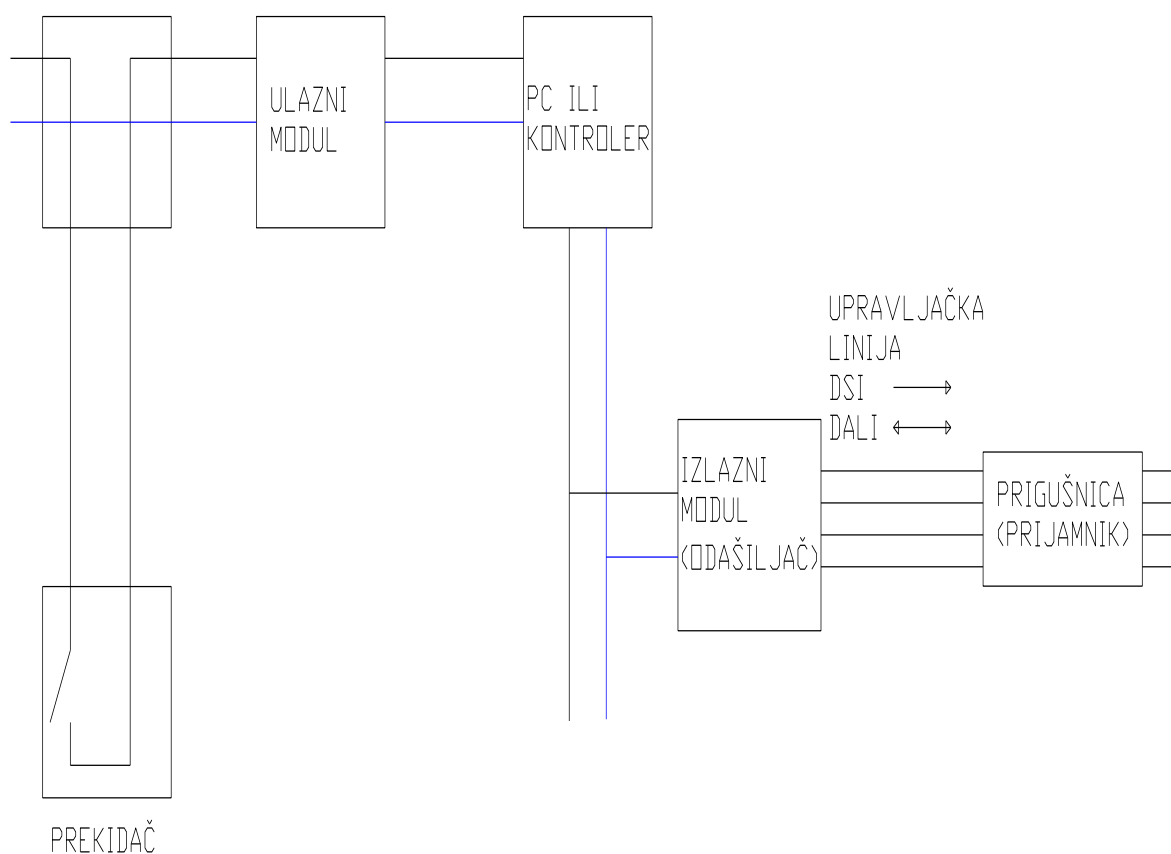 ULAZNI
MODUL
PC ILI
KONTROLER
UPRAVLJAČKA
LINIJA
DSI
DALI
IZLAZNI
MODUL
(ODAŠILJAČ)
PRIGUŠNICA
(PRIJAMNIK)
PREKIDAČ